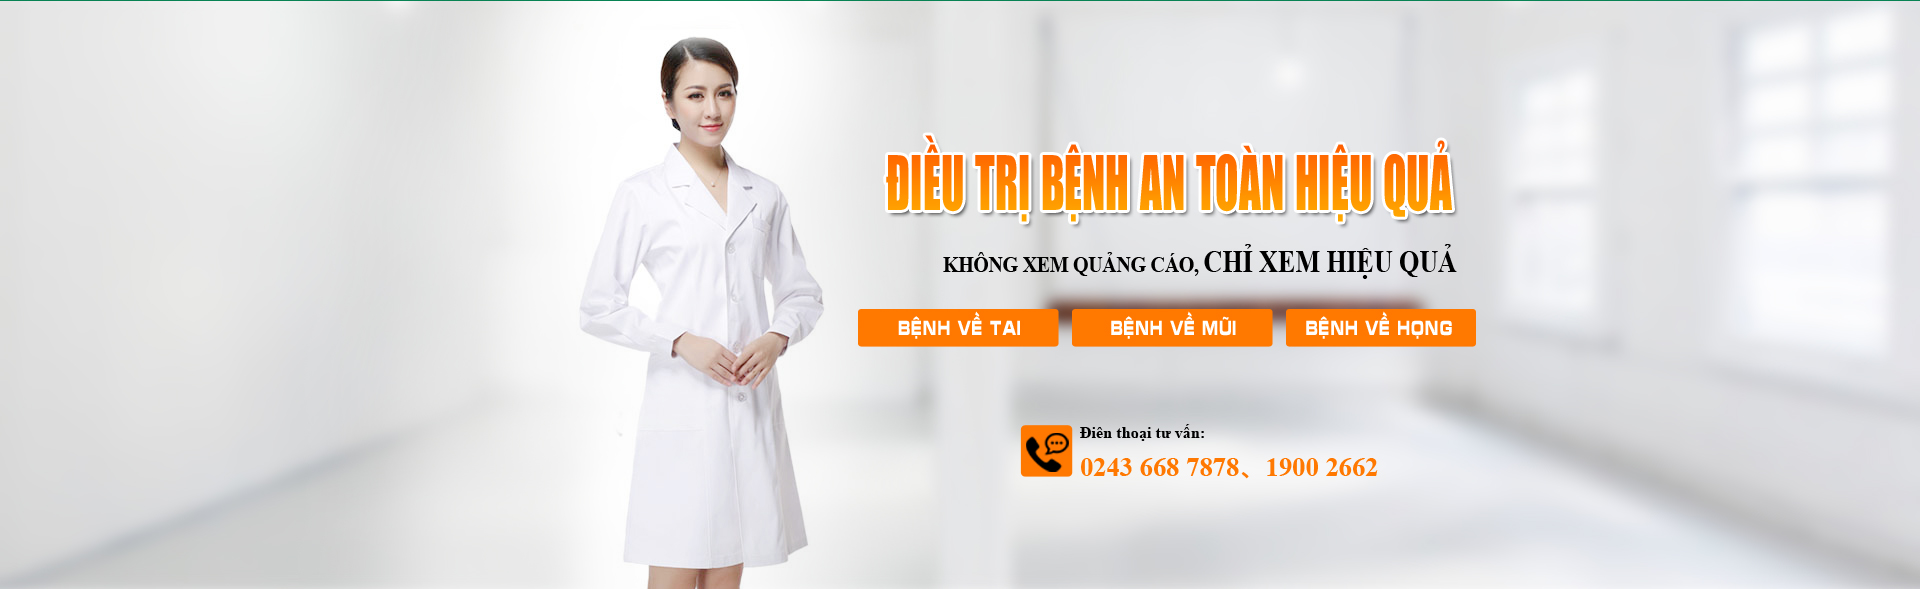 ĐIỀU TRỊ BỆNH AN TOÀN HIỆU QUẢ
KHÔNG XEM QUẢNG CÁO, CHỈ XEM HIỆU QUẢ
BỆNH VỀ TAI
BỆNH VỀ MŨI
BỆNH VỀ HỌNG
Điên thoại tư vấn:
0243 668 7878、1900 2662